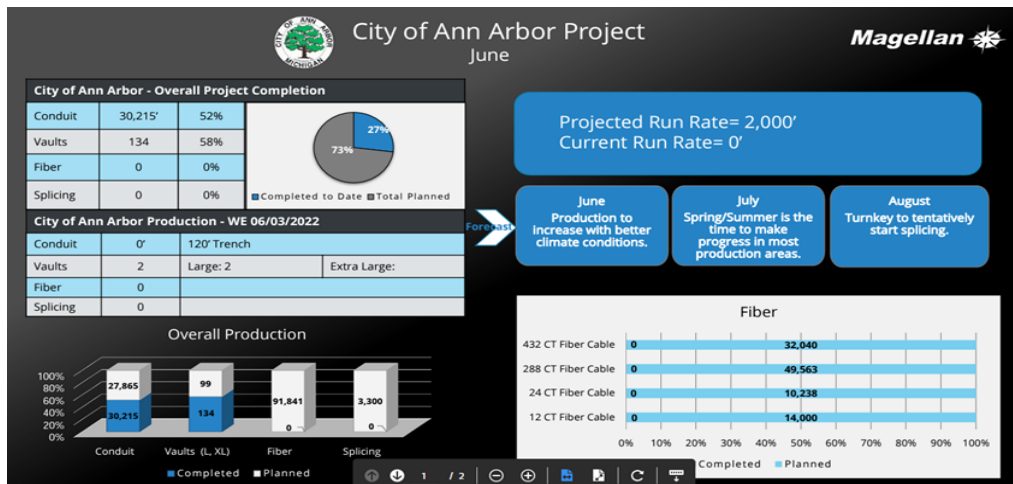 CITY OF ANN ARBOR
MICHIGAN
City of Ann Arbor Project
June
Magellan
City of Ann Arbor - Overall Project Completion
Conduit 30,215’ 52%
Vaults 134 58%
Fiber 0 0%
Splicing 0 0%
27%
73%
Completed to Date Total Planned
City of Ann Arbor Production - WE 06/03/2022
Conduit 0’ 120’ Trench
Vaults 2 Large: 2 Extra Large:
Fiber 0
Splicing 0
Forecast
Projected Run Rate= 2,000’
Current Run Rate= 0’
June
Production to
increase with better
climate conditions.
July
Spring/Summer is the
time to make
progress in most
production areas.
August
Turnkey to tentatively
start splicing.
Overall Production
100%
80%
60%
40%
20%
0%
27,865 99 91,841 3,300
30,215 134 0 0
Conduit Vaults (L, XL) Fiber Splicing
Completed Planned
Fiber
432 CT Fiber Cable 0 32,040
288 CT Fiber Cable 0 49,563
24 CT Fiber Cable 0 10,238
12 CT Fiber Cable 0 14,000
0% 10% 20% 30% 40% 50% 60% 70% 80% 90% 100%
Completed Planned
1 / 2